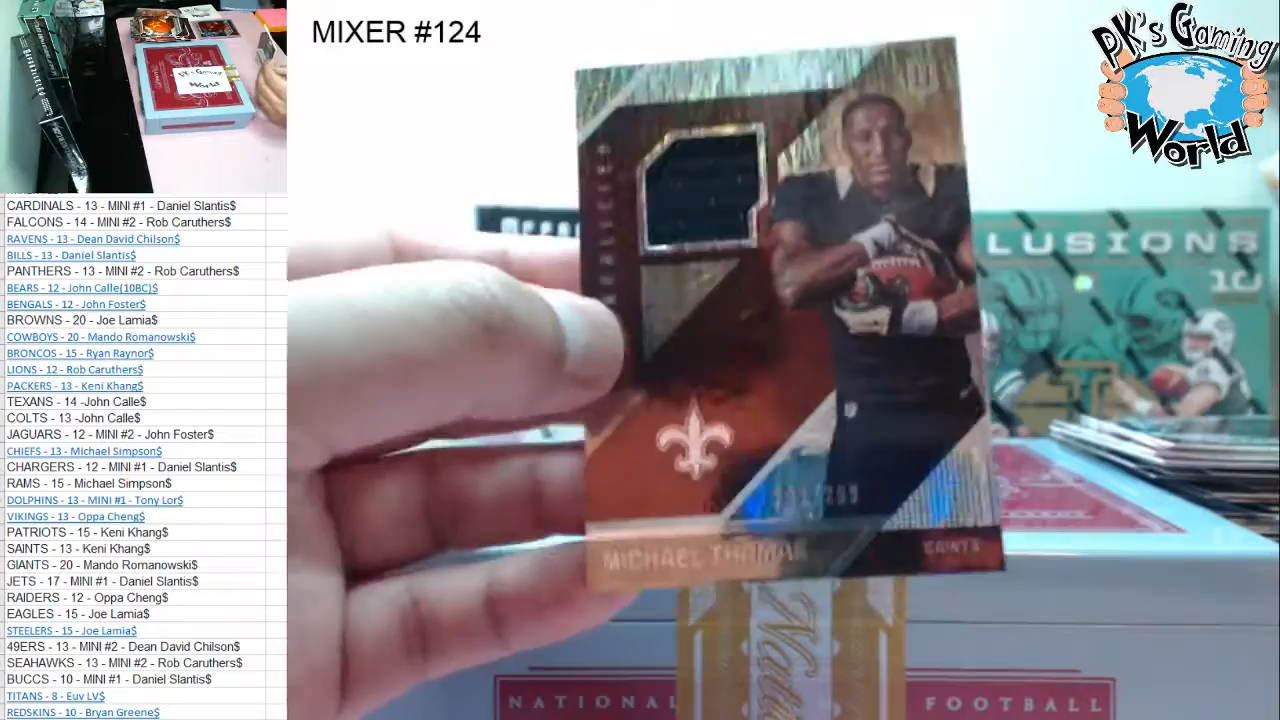 MIXER #124
PK's Gaming
World
PK's Gaming
World
CARDINALS - 13 - MINI #1 - Daniel Slantis$
FALCONS - 14 - MINI #2 - Rob Caruthers$
RAVENS - 13 - Dean David Chilson$
BILLS - 13 - Daniel Slantis$
PANTHERS - 13 - MINI #2 - Rob Caruthers$
BEARS - 12 - John Calle(10BC)$
BENGALS - 12 - John Foster$
BROWNS - 20 - Joe Lamia$
COWBOYS - 20 - Mando Romanowski$
BRONCOS - 15 - Ryan Raynor$
LIONS - 12 - Rob Caruthers$
PACKERS - 13 - Keni Khang$
TEXANS - 14 -John Calle$
COLTS - 13 -John Calle$
JAGUARS - 12 - MINI #2 - John Foster$
CHIEFS - 13 - Michael Simpson$
CHARGERS - 12 - MINI #1 - Daniel Slantis$
RAMS - 15 - Michael Simpson$
DOLPHINS - 13 - MINI #1 - Tony Lor$
VIKINGS - 13 - Oppa Cheng$
PATRIOTS - 15 - Keni Khang$
SAINTS - 13 - Keni Khang$
GIANTS - 20 - Mando Romanowski$
JETS - 17 - MINI #1 - Daniel Slantis$
RAIDERS - 12 - Oppa Cheng$
EAGLES - 15 - Joe Lamia$
STEELERS - 15 - Joe Lamia$
49ERS - 13 - MINI #2 - Dean David Chilson$
SEAHAWKS - 13 - MINI #2 - Rob Caruthers$
BUCCS - 10 - MINI #1 - Daniel Slantis$
TITANS - 8 - Euv LV$
REDSKINS - 10 - Bryan Greene$
MICHAEL THOMAS
SAINTS
LUSIONS
10
NATIONAL
FOOTBALL